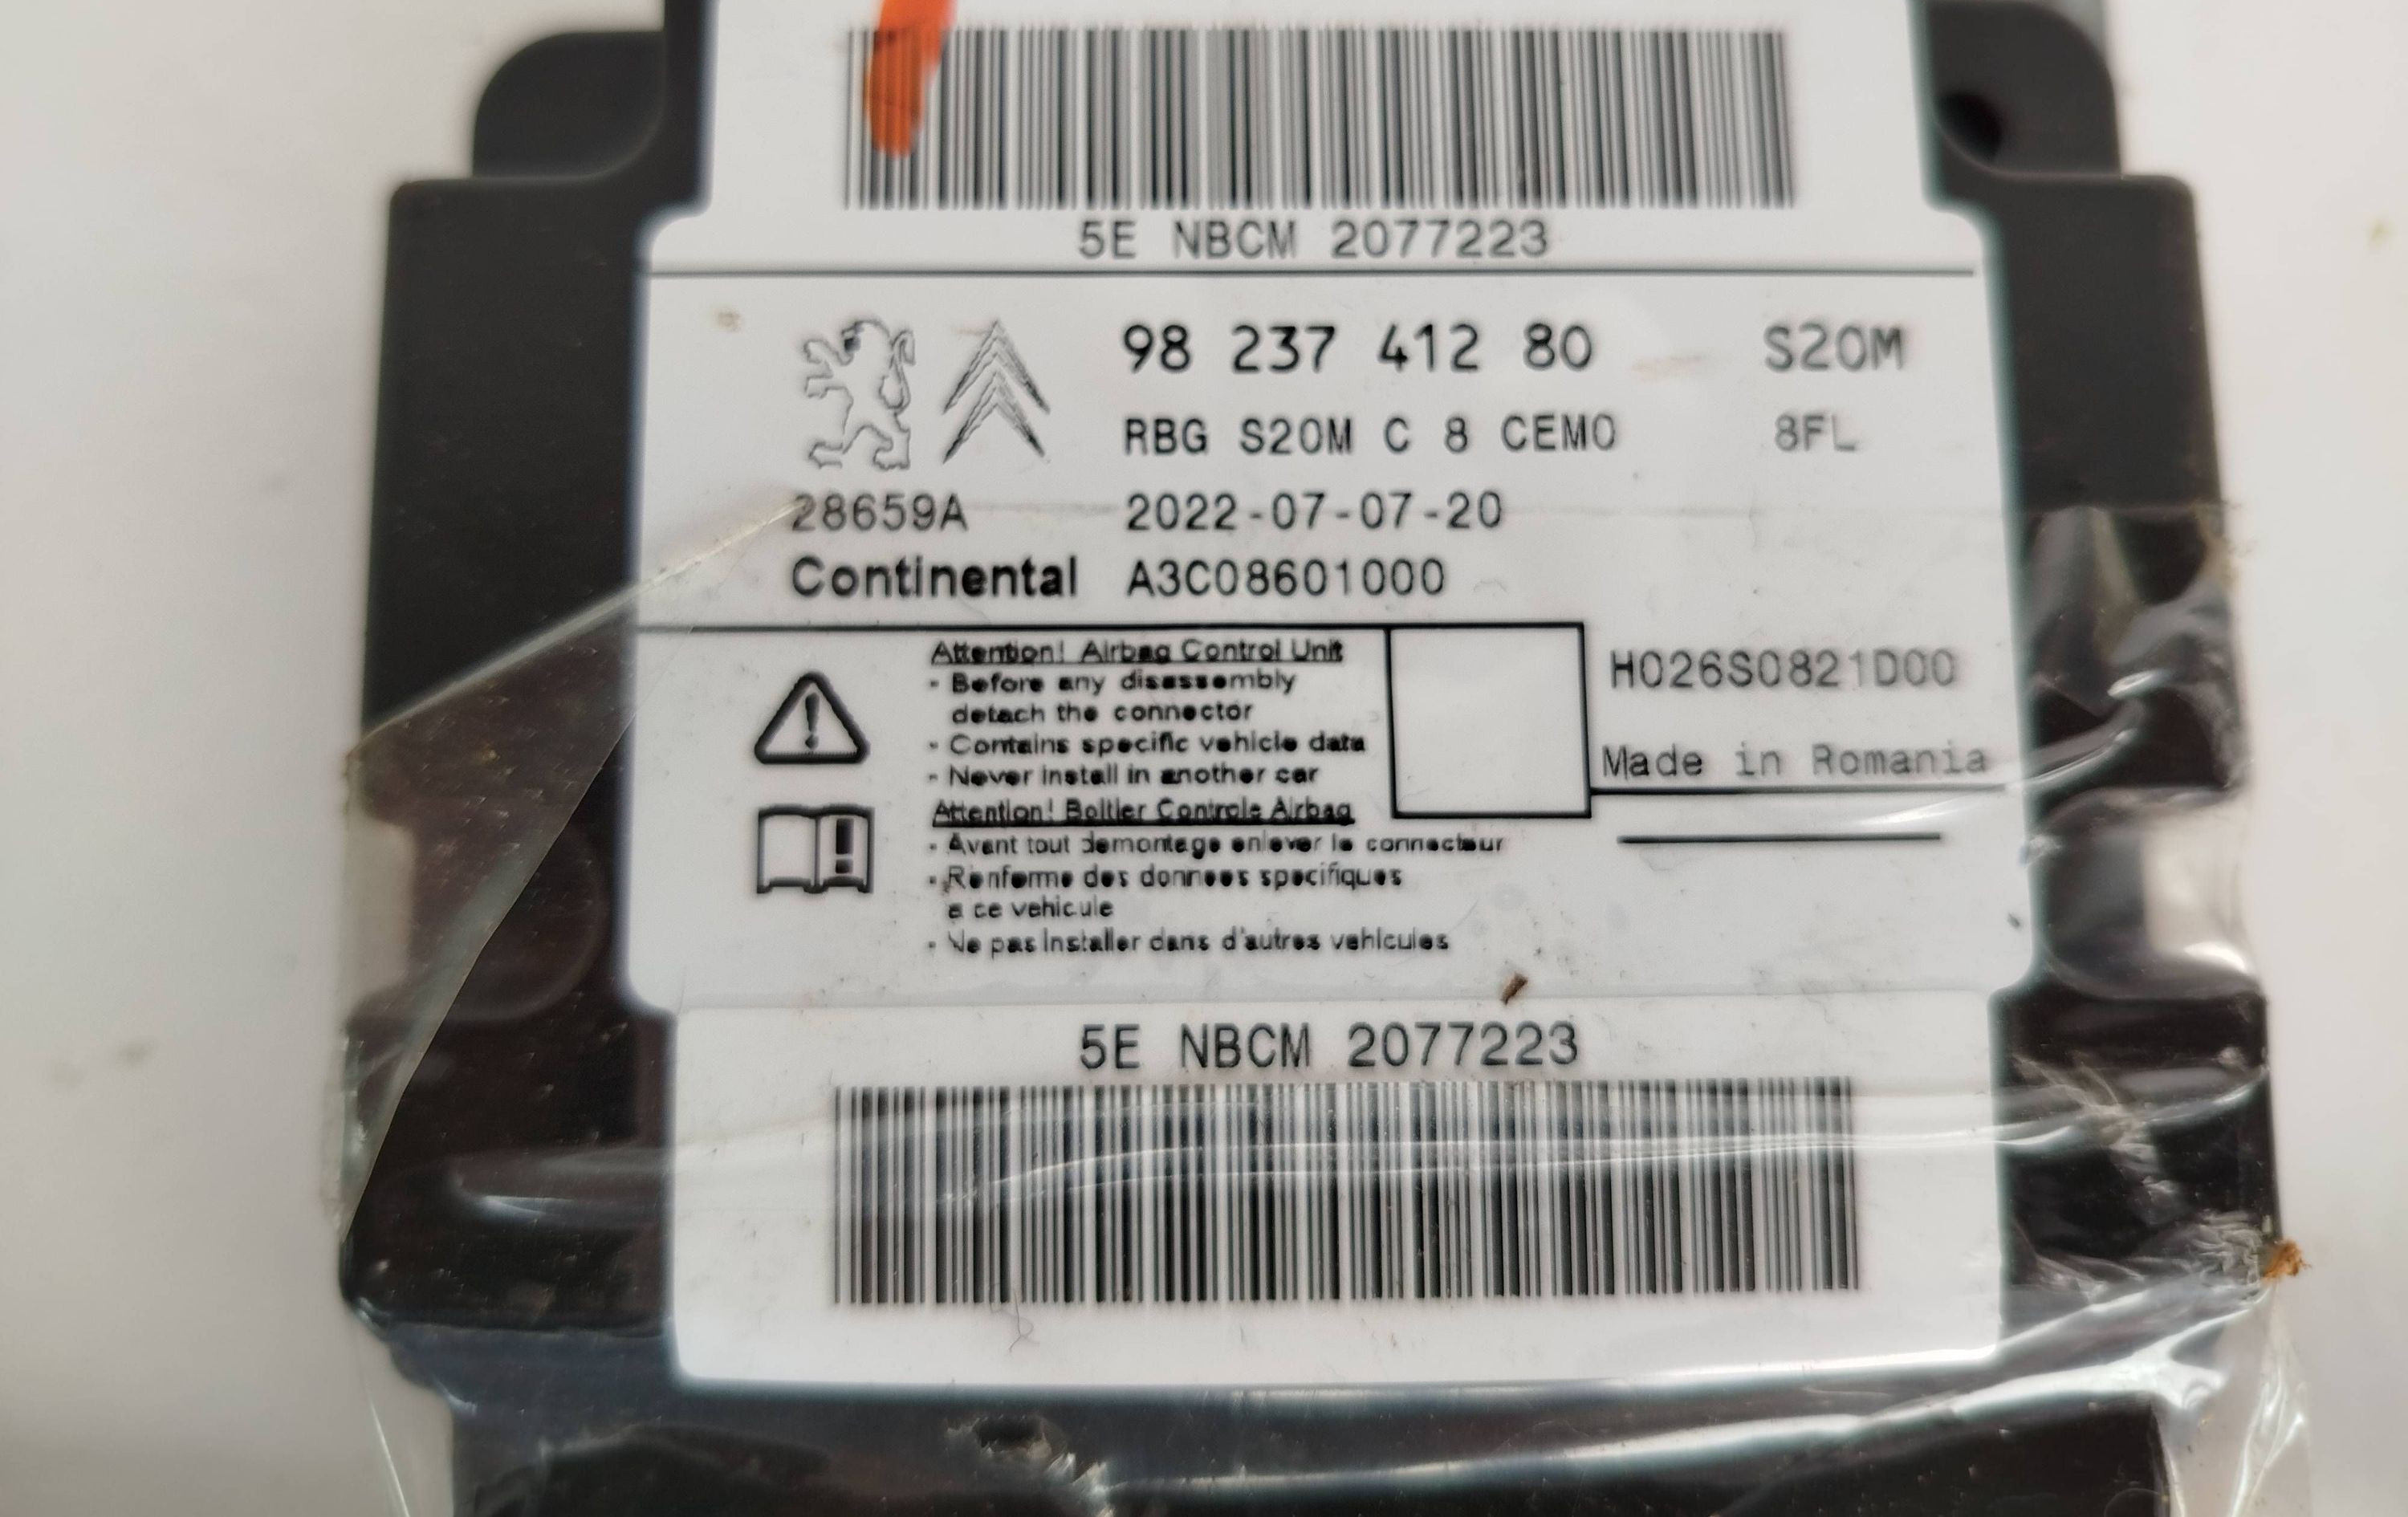 5E NBCM 2077223
98 237 412 80 S20M
RBG S20M C 8 CEMO 8FL
28659A 2022-07-07-20
Continental A3C08601000
Attention! Airbag Control Unit
- Before any disassembly
detach the connector
- Contains specific vehicle data
- Never install in another car
H026S0821D00
Made in Romania
Attention! Boitier Controle Airbag
- Avant tout demontage enlever le connecteur
- Renferme des donnees specifiques
a ce vehicule
- Ne pas installer dans d'autres vehicules
5E NBCM 2077223